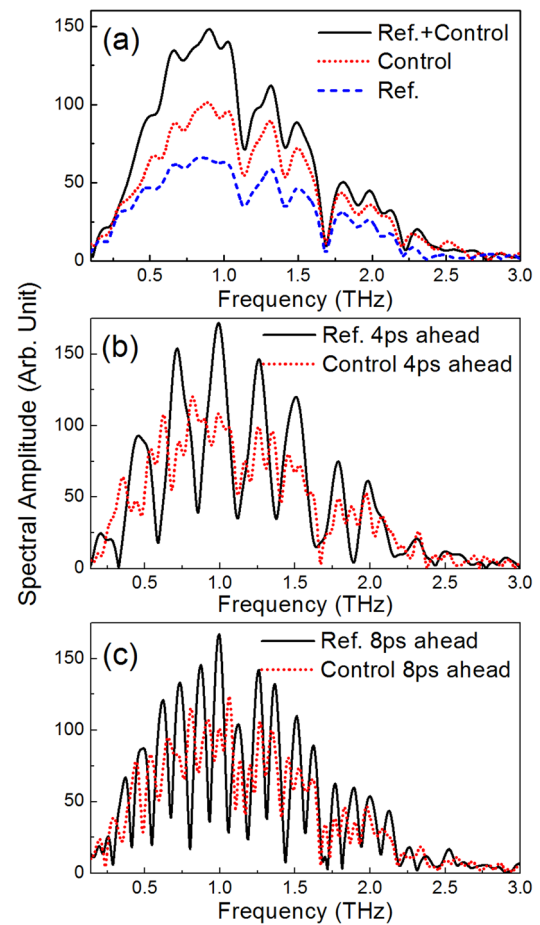 (a)
Ref.+Control
Control
Ref.
150
100
50
0
0.5 1.0 1.5 2.0 2.5 3.0
Frequency (THz)
Spectral Amplitude (Arb. Unit)
(b)
Ref. 4ps ahead
Control 4ps ahead
150
100
50
0
0.5 1.0 1.5 2.0 2.5 3.0
Frequency (THz)
(c)
Ref. 8ps ahead
Control 8ps ahead
150
100
50
0
0.5 1.0 1.5 2.0 2.5 3.0
Frequency (THz)